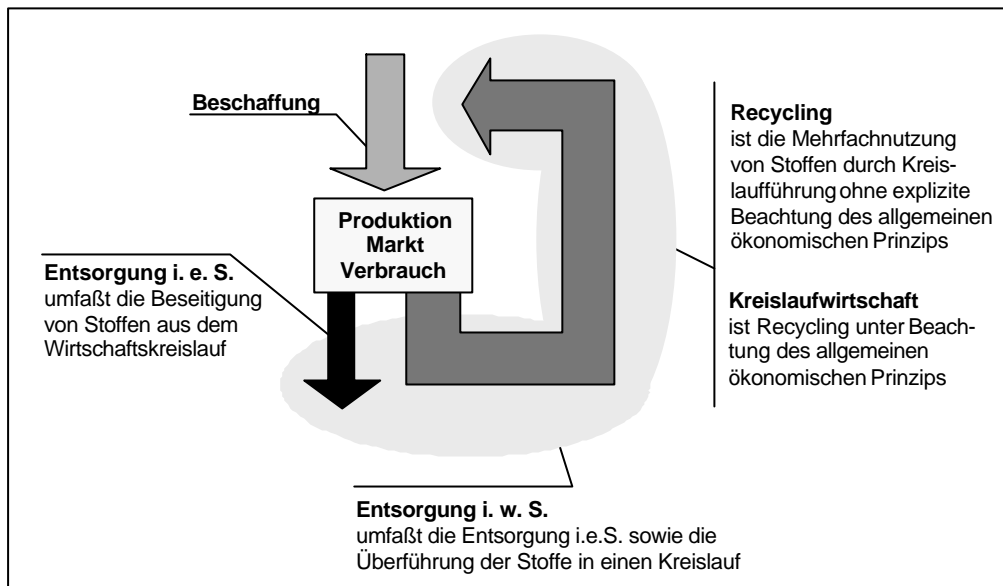 Beschaffung
Produktion
Markt
Verbrauch
Entsorgung i. e. S.
umfaßt die Beseitigung
von Stoffen aus dem
Wirtschaftskreislauf
Recycling
ist die Mehrfachnutzung
von Stoffen durch Kreis-
laufführung ohne explizite
Beachtung des allgemeinen
ökonomischen Prinzips
Kreislaufwirtschaft
ist Recycling unter Beach-
tung des allgemeinen
ökonomischen Prinzips
Entsorgung i. w. S.
umfaßt die Entsorgung i.e.S. sowie die
Überführung der Stoffe in einen Kreislauf